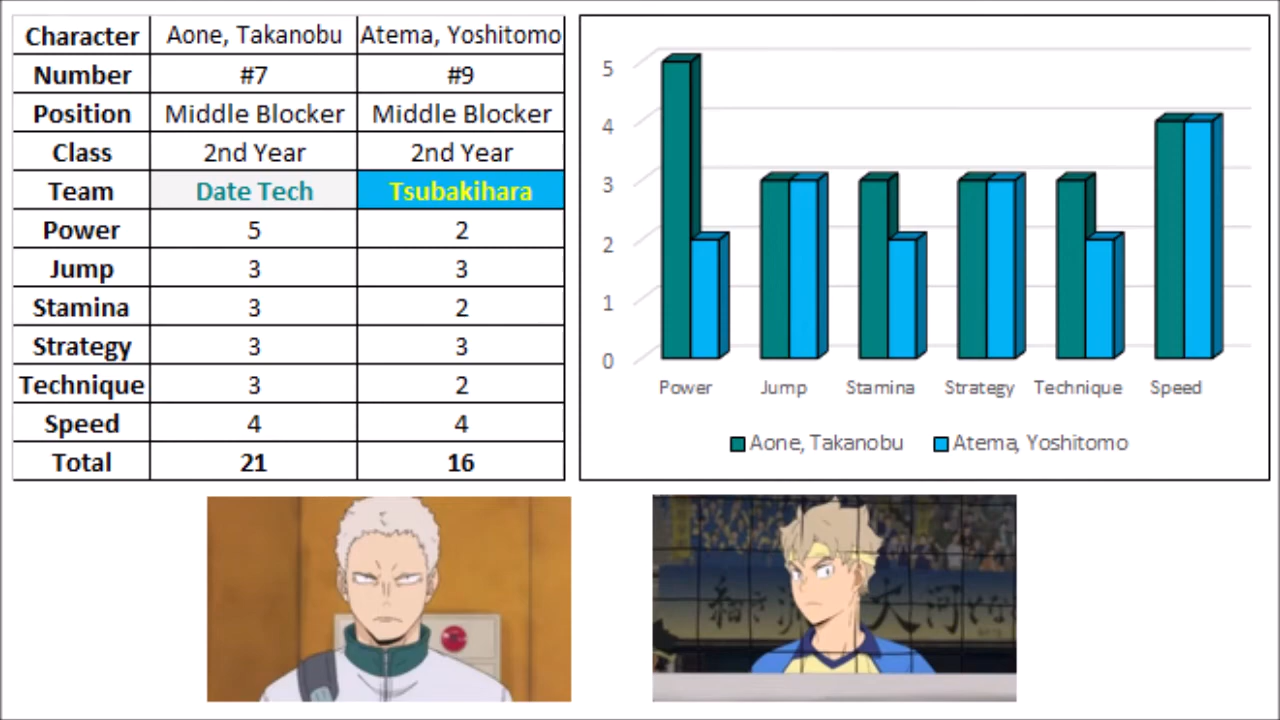 Character Aone, Takanobu Atema, Yoshitomo
Number #7 #9
Position Middle Blocker Middle Blocker
Class 2nd Year 2nd Year
Team Date Tech Tsubakihara
Power 5 2
Jump 3 3
Stamina 3 2
Strategy 3 3
Technique 3 2
Speed 4 4
Total 21 16
5
4
3
2
1
0
Power Jump Stamina Strategy Technique Speed
Aone, Takanobu Atema, Yoshitomo
大河